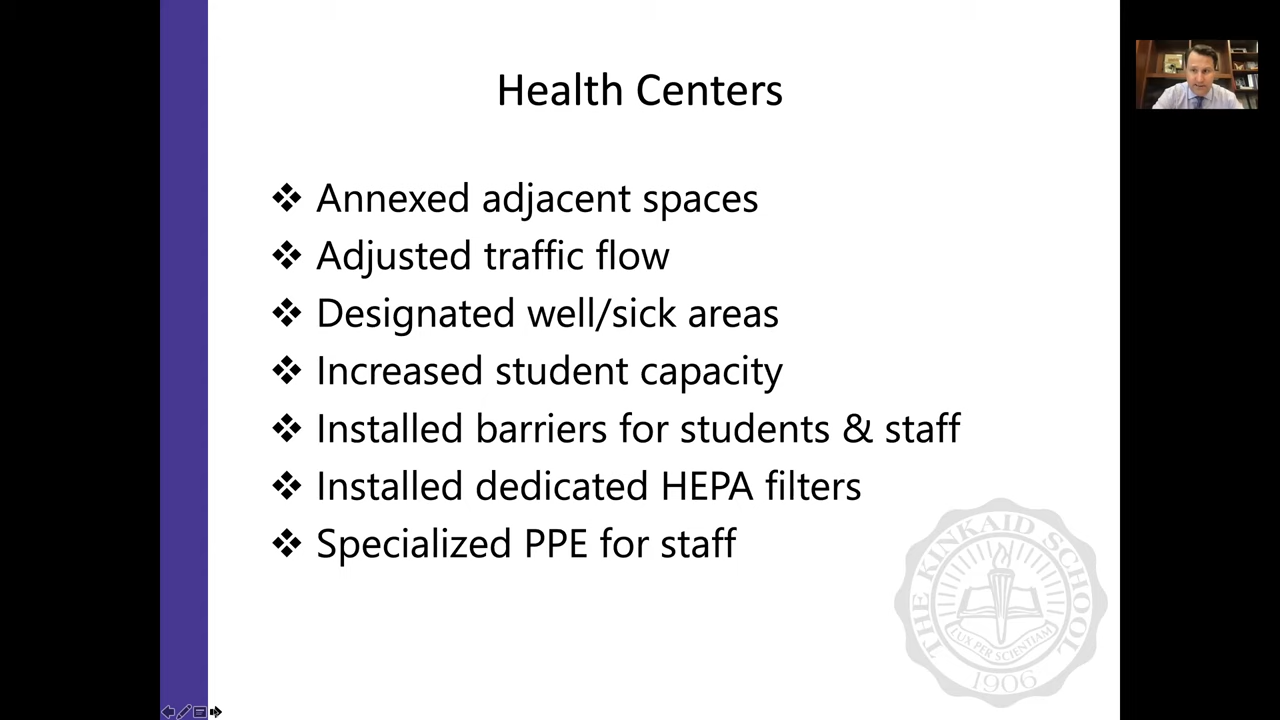 Health Centers
❖ Annexed adjacent spaces
❖ Adjusted traffic flow
❖ Designated well/sick areas
❖ Increased student capacity
❖ Installed barriers for students & staff
❖ Installed dedicated HEPA filters
❖ Specialized PPE for staff
THE KINKAID SCHOOL
LUX PER SCIENTIAM
1906